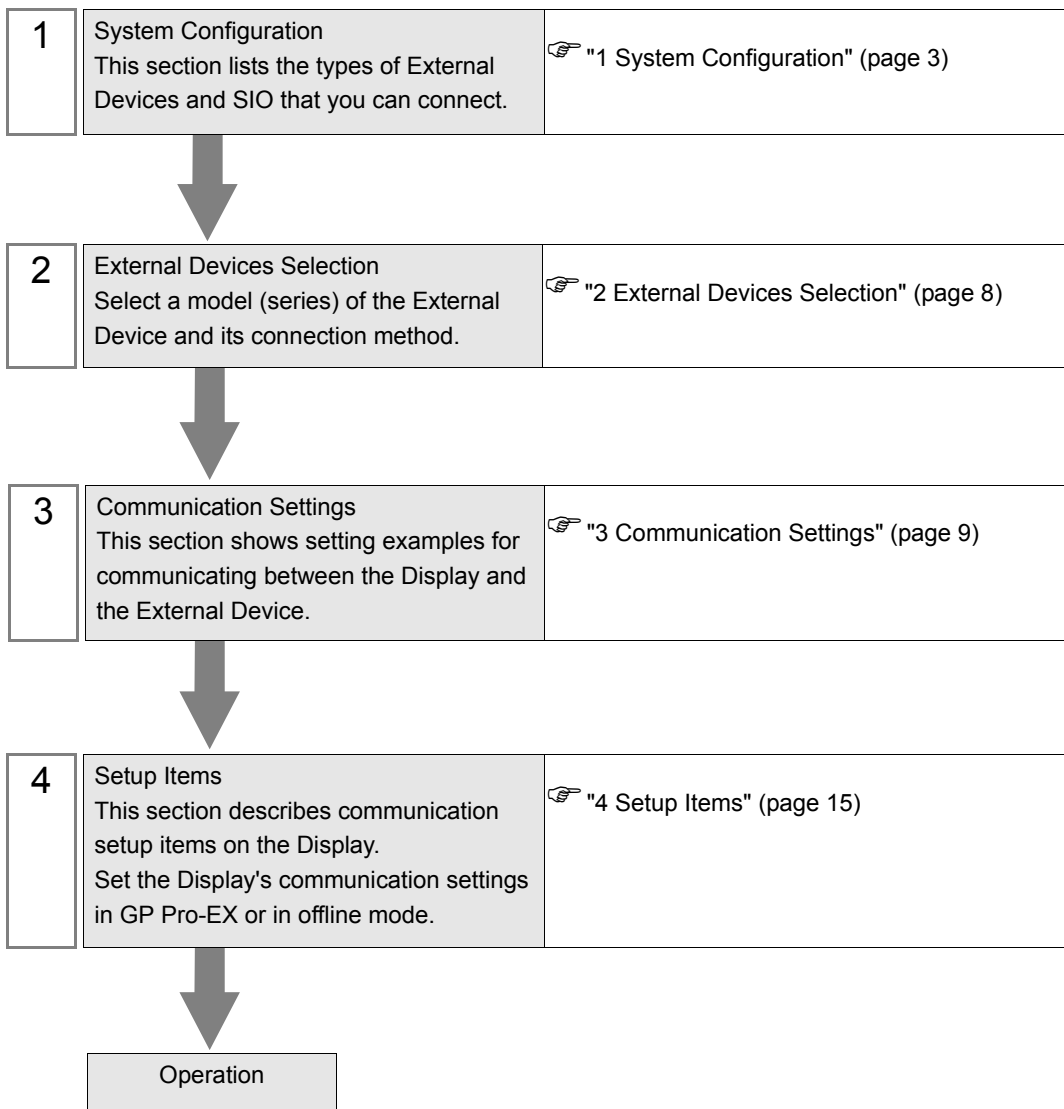 1
System Configuration
This section lists the types of External
Devices and SIO that you can connect.
"1 System Configuration" (page 3)
2
External Devices Selection
Select a model (series) of the External
Device and its connection method.
"2 External Devices Selection" (page 8)
3
Communication Settings
This section shows setting examples for
communicating between the Display and
the External Device.
"3 Communication Settings" (page 9)
4
Setup Items
This section describes communication
setup items on the Display.
Set the Display's communication settings
in GP Pro-EX or in offline mode.
"4 Setup Items" (page 15)
Operation